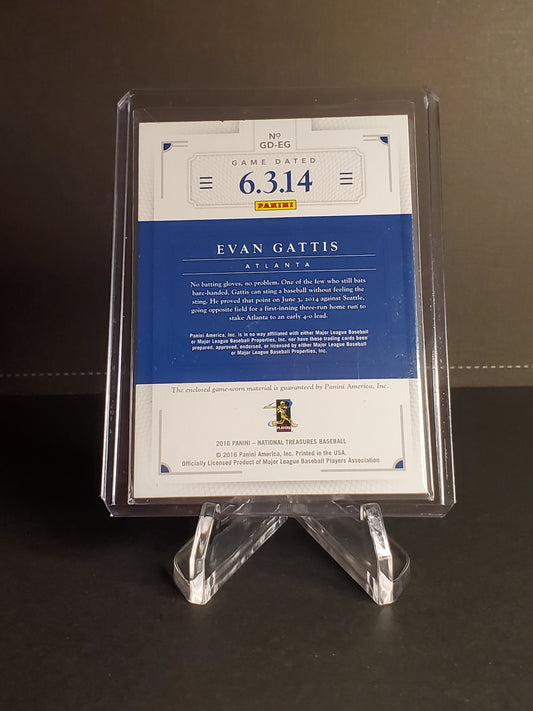 Nº
GD-EG
GAME DATED
6.3.14
PANINI
EVAN GATTIS
ATLANTA
No batting gloves, no problem. One of the few who still bats
bare-handed, Gattis can sting a baseball without feeling the
sting. He proved that point on June 3, 2014 against Seattle,
going opposite field for a first-inning three-run home run to
stake Atlanta to an early 4-0 lead.
Panini America, Inc. is in no way affiliated with either Major League Baseball
or Major League Baseball Properties, Inc. nor have these trading cards been
prepared, approved, endorsed, or licensed by either Major League Baseball
or Major League Baseball Properties, Inc.
The enclosed game-worn material is guaranteed by Panini America, Inc.
PLAYERS
2016 PANINI – NATIONAL TREASURES BASEBALL
© 2016 Panini America, Inc. Printed in the USA.
Officially Licensed Product of Major League Baseball Players Association